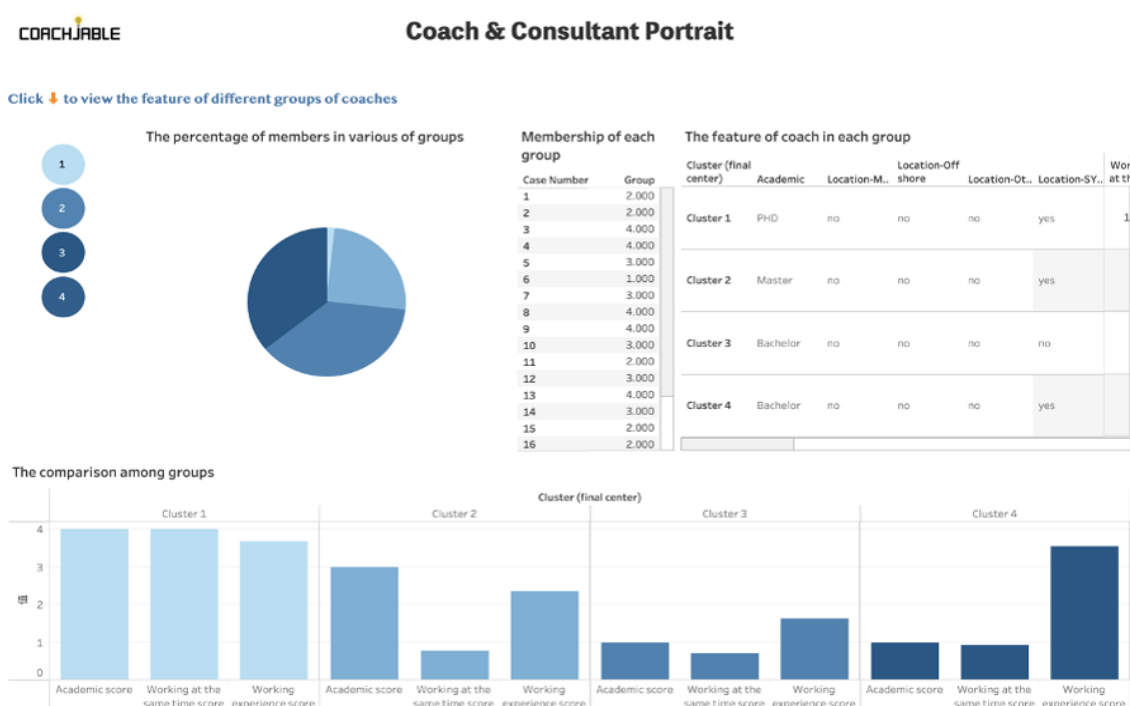 COACHJABLE
Coach & Consultant Portrait
Click to view the feature of different groups of coaches
1
2
3
4
The percentage of members in various of groups
Membership of each
group
Case Number Group
1 2.000
2 2.000
3 4.000
4 4.000
5 3.000
6 1.000
7 3.000
8 4.000
9 4.000
10 3.000
11 2.000
12 3.000
13 4.000
14 3.000
15 2.000
16 2.000
The feature of coach in each group
Cluster (final
center) Academic Location-M.. Location-Off
shore Location-Ot.. Location-SY.. Wor
at th
Cluster 1 PHD no no no yes 1
Cluster 2 Master no no no yes
Cluster 3 Bachelor no no no no
Cluster 4 Bachelor no no no yes
The comparison among groups
Cluster (final center)
Cluster 1 Cluster 2 Cluster 3 Cluster 4
4
3
值 2
1
0
Academic score Working at the Working Academic score Working at the Working Academic score Working at the Working Academic score Working at the Working
same time score experience score same time score experience score same time score experience score same time score experience score